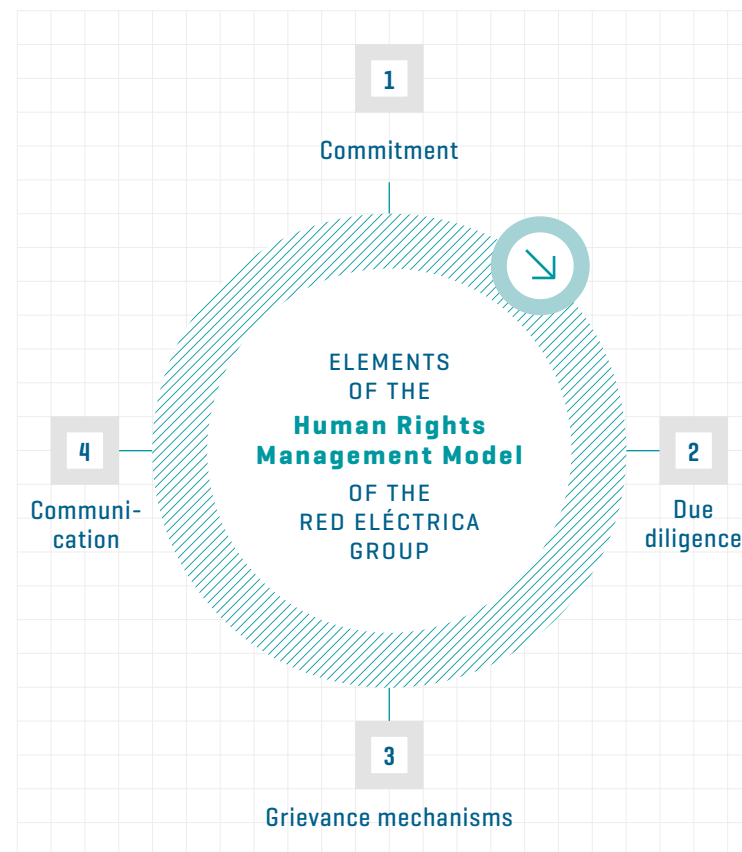 1
Commitment
ELEMENTS
OF THE
Human Rights
Management Model
OF THE
RED ELÉCTRICA
GROUP
2
Due
diligence
3
Grievance mechanisms
4
Communi-
cation